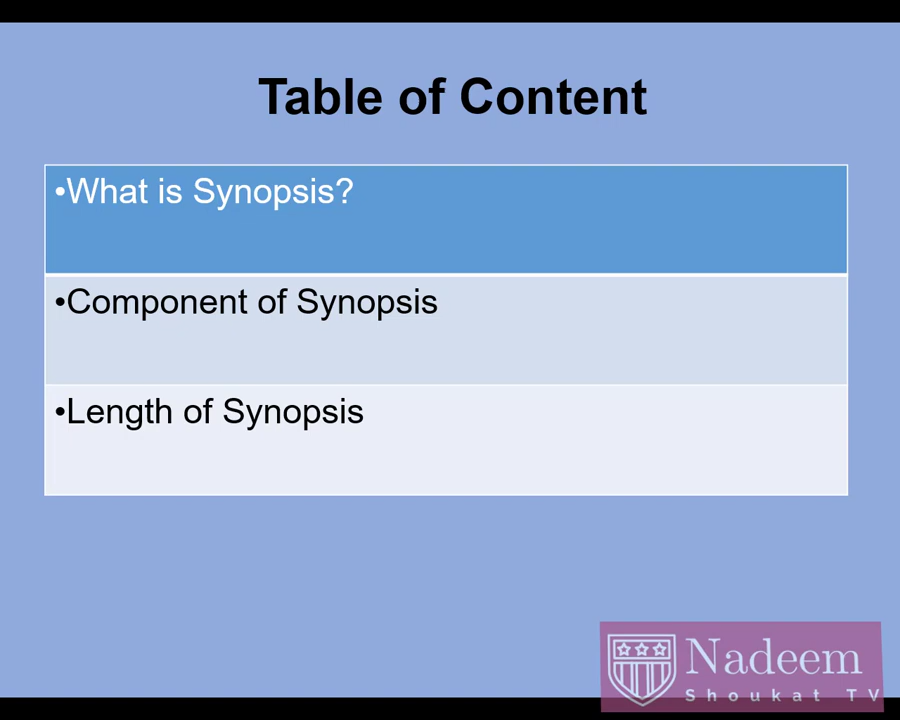 Table of Content
•What is Synopsis?
•Component of Synopsis
•Length of Synopsis
Nadeem
Shoukat TV